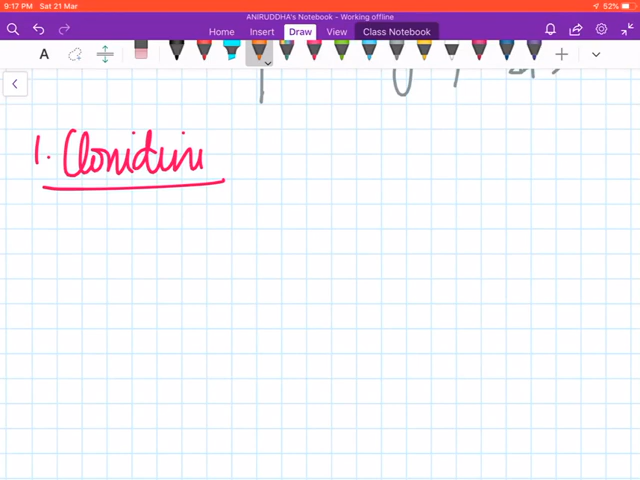 9:17 PM Sat 21 Mar 52%
ANIRUDDHA's Notebook - Working offline
Home Insert Draw View Class Notebook
A
1. Clonidine